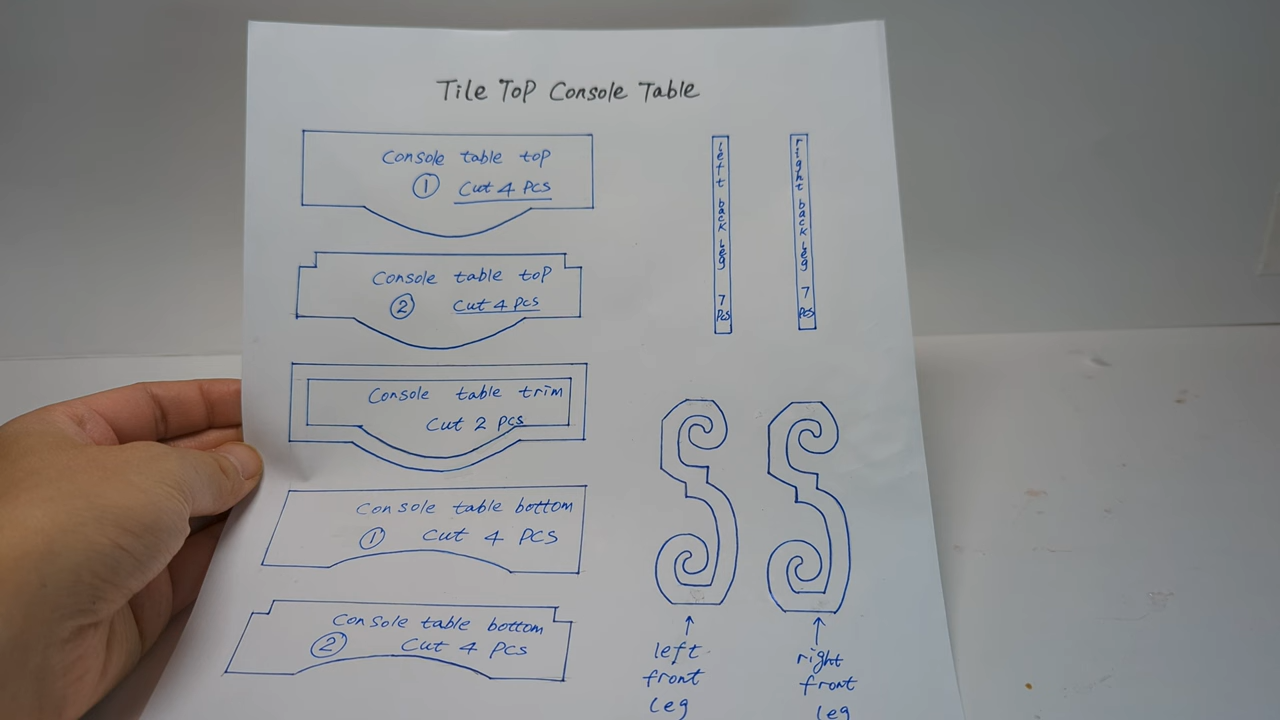 Tile Top Console Table
Console table top
① Cut 4 pcs
Console table top
② Cut 4 pcs
Console table trim
Cut 2 pcs
Console table bottom
① Cut 4 pcs
Console table bottom
② Cut 4 pcs
left back leg 7 pcs
right back leg 7 pcs
left
front
leg
right
front
leg